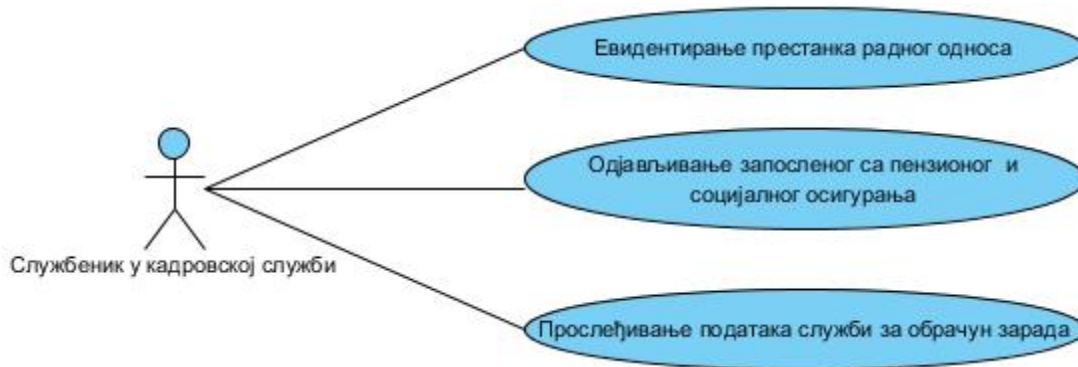 Евидентирање престанка радног односа
Одјављивање запосленог са пензионог и
социјалног осигурања
Службеник у кадровској служби
Прослеђивање података служби за обрачун зарада